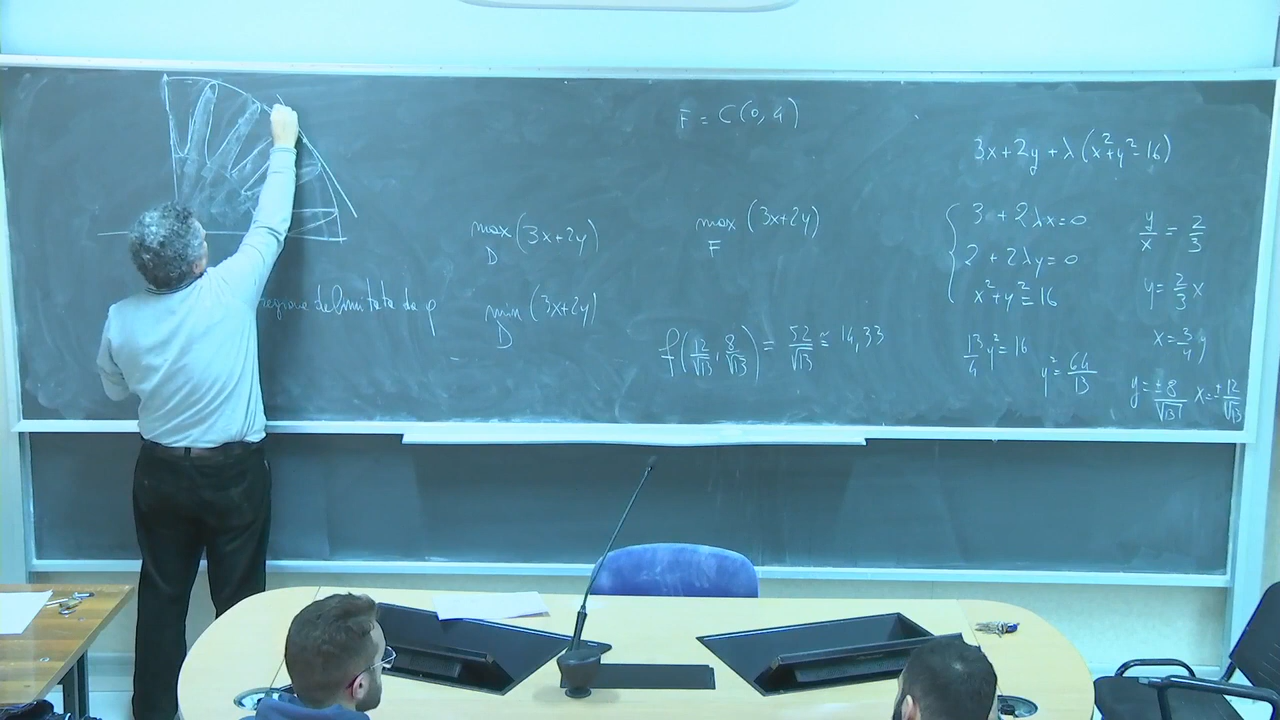 F = C(0,4)
3x+2y+λ(x²+y²-16)
max (3x+2y)
D
max (3x+2y)
F
{ 3 + 2λx=0
2 + 2λy=0
x²+y²=16
y/x = 2/3
y=2/3 x
x=3/4 y
regione delimitata da φ
min (3x+2y)
D
f(12/√13, 8/√13) = 52/√13 ≅ 14,33
13/4 y²=16
y²=64/13
y=±8/√13 x=±12/√13